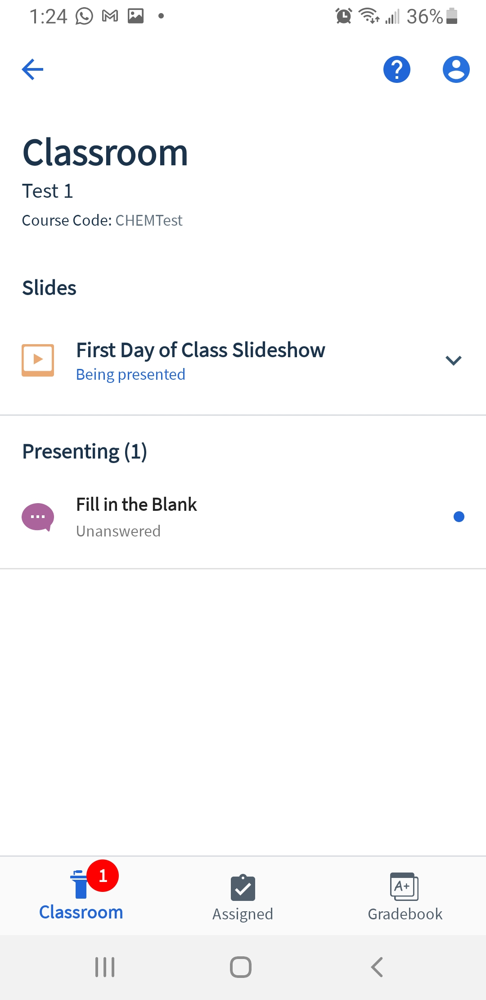 1:24
36%
Classroom
Test 1
Course Code: CHEMTest
Slides
First Day of Class Slideshow
Being presented
Presenting (1)
Fill in the Blank
Unanswered
1
A+
Classroom
Assigned
Gradebook